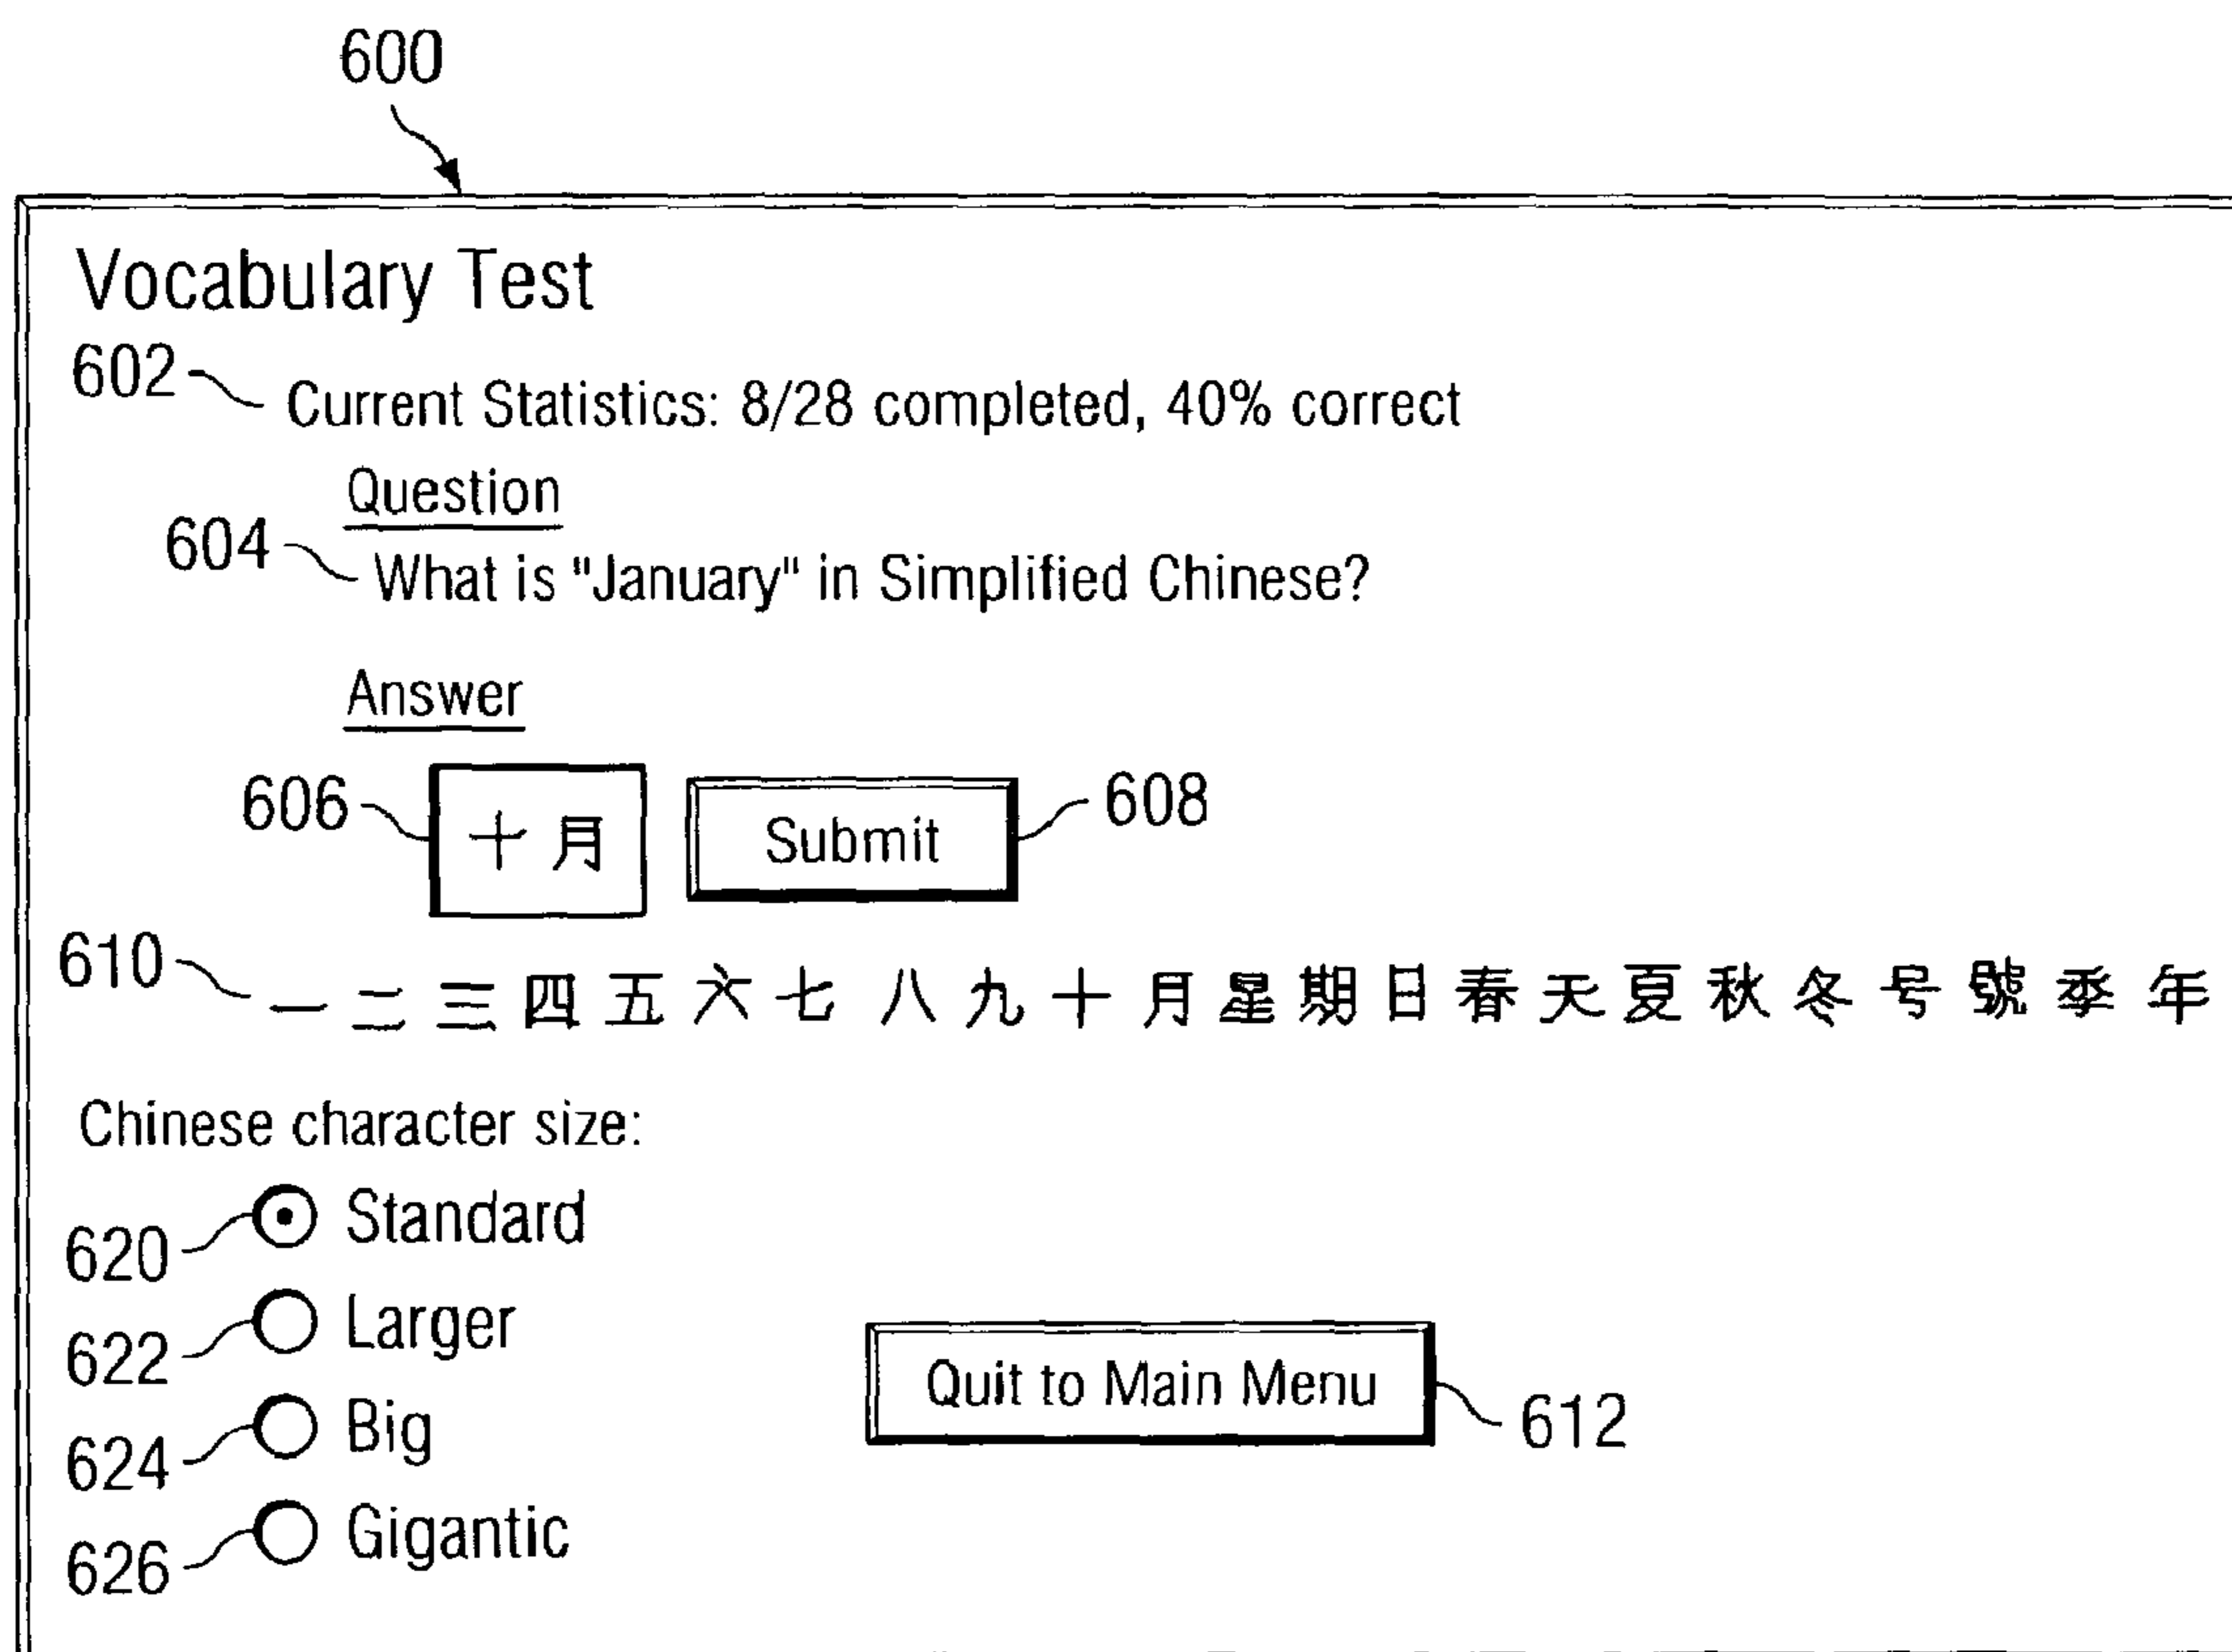 600
Vocabulary Test
602 Current Statistics: 8/28 completed, 40% correct
Question
604 What is "January" in Simplified Chinese?
Answer
606 十月 Submit 608
610 一 二 三 四 五 六 七 八 九 十 月 星 期 日 春 天 夏 秋 冬 号 號 季 年
Chinese character size:
620 Standard
622 Larger
Quit to Main Menu 612
624 Big
626 Gigantic